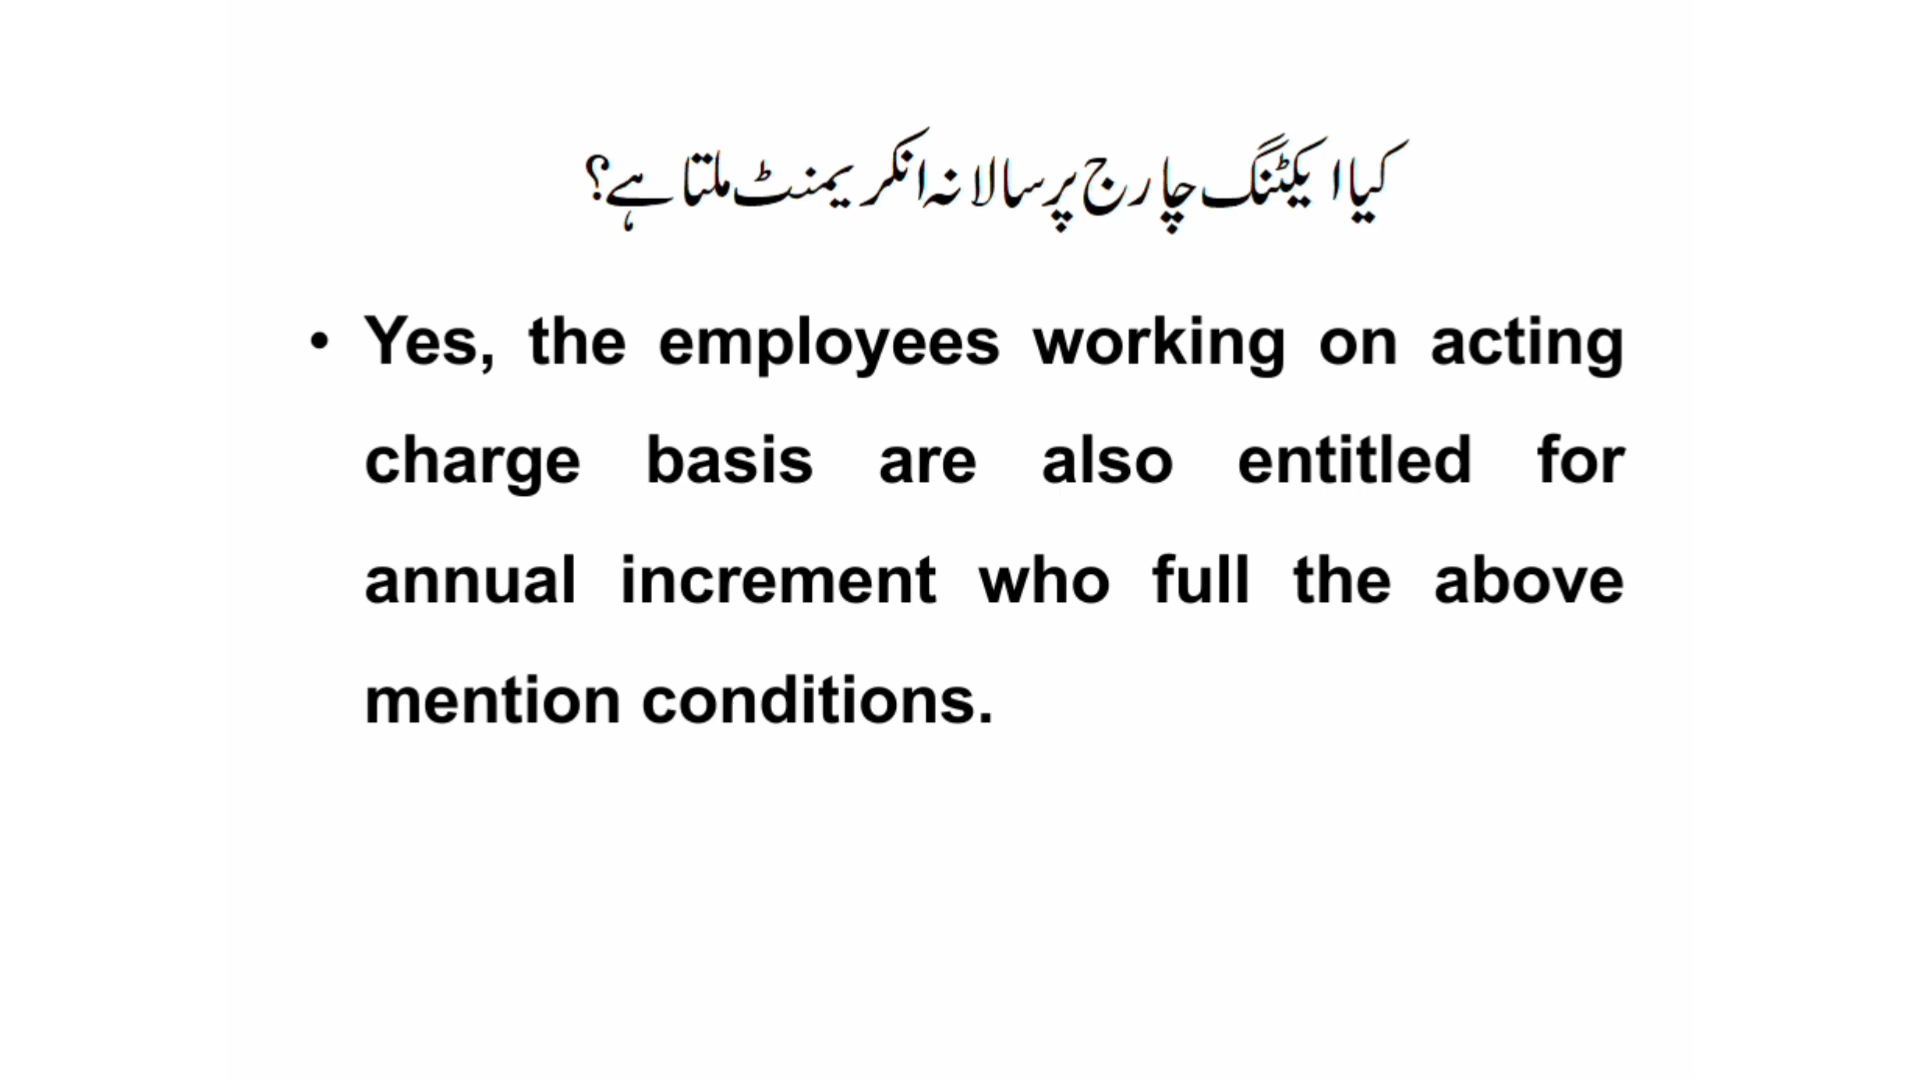 کیا ایکٹنگ چارج پر سالانہ انکریمنٹ ملتا ہے؟
• Yes, the employees working on acting
charge basis are also entitled for
annual increment who full the above
mention conditions.